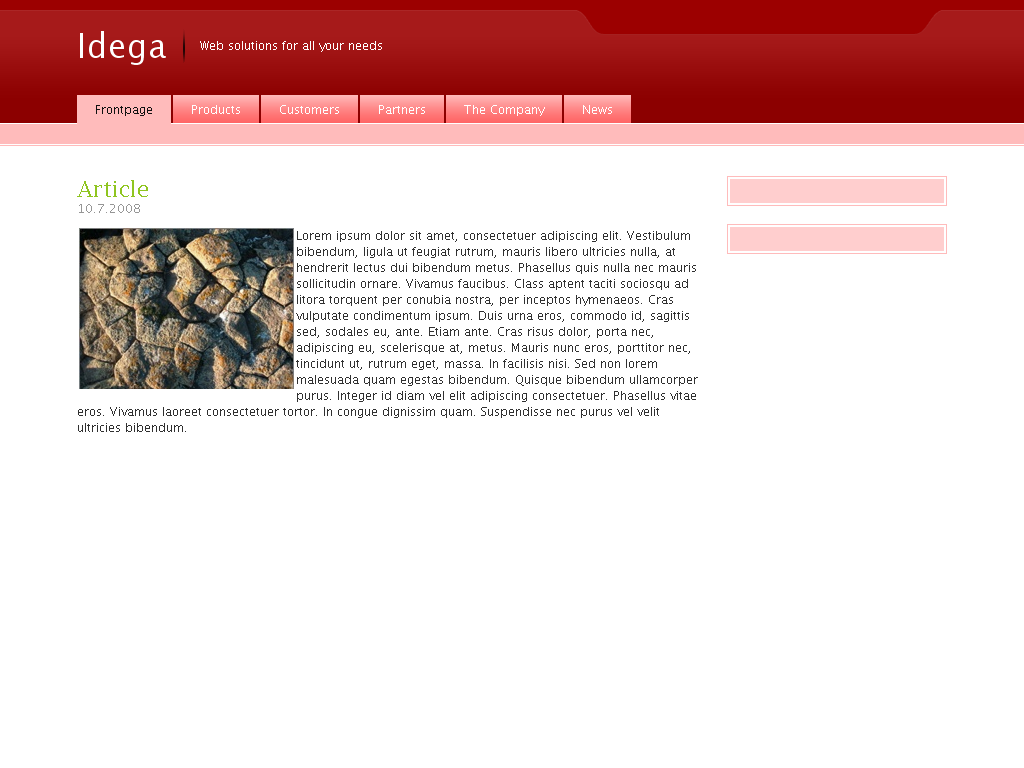 Idega
Web solutions for all your needs
Frontpage Products Customers Partners The Company News
Article
10.7.2008
Lorem ipsum dolor sit amet, consectetuer adipiscing elit. Vestibulum
bibendum, ligula ut feugiat rutrum, mauris libero ultricies nulla, at
hendrerit lectus dui bibendum metus. Phasellus quis nulla nec mauris
sollicitudin ornare. Vivamus faucibus. Class aptent taciti sociosqu ad
litora torquent per conubia nostra, per inceptos hymenaeos. Cras
vulputate condimentum ipsum. Duis urna eros, commodo id, sagittis
sed, sodales eu, ante. Etiam ante. Cras risus dolor, porta nec,
adipiscing eu, scelerisque at, metus. Mauris nunc eros, porttitor nec,
tincidunt ut, rutrum eget, massa. In facilisis nisi. Sed non lorem
malesuada quam egestas bibendum. Quisque bibendum ullamcorper
purus. Integer id diam vel elit adipiscing consectetuer. Phasellus vitae
eros. Vivamus laoreet consectetuer tortor. In congue dignissim quam. Suspendisse nec purus vel velit
ultricies bibendum.